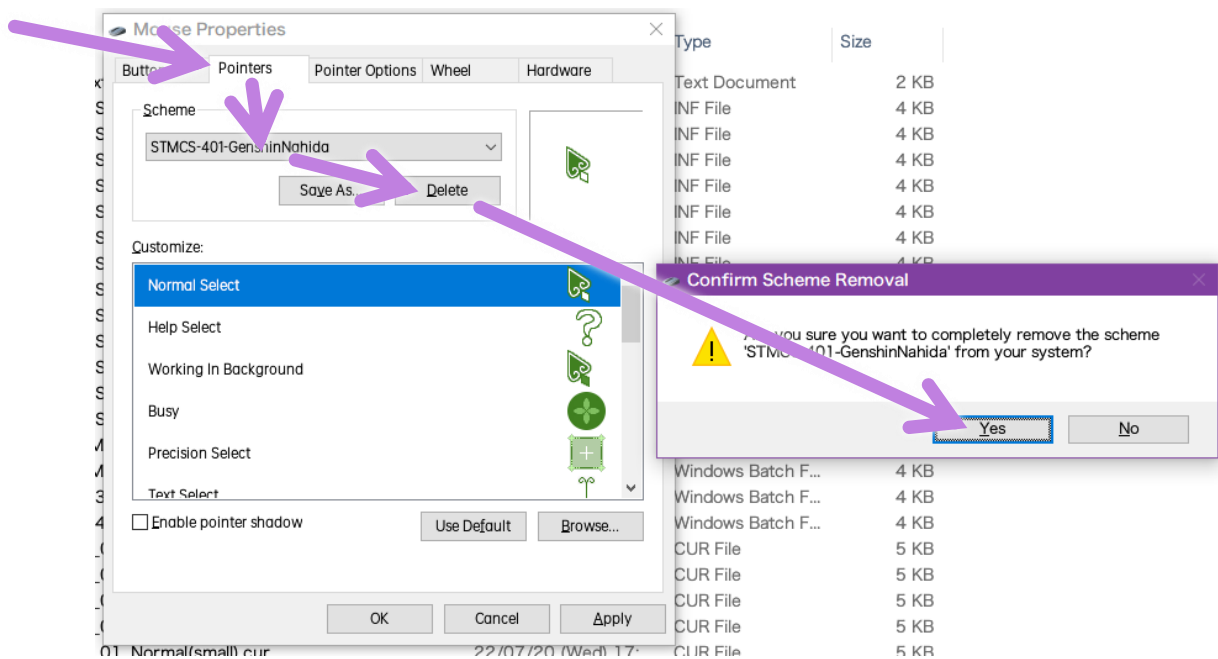 Mouse Properties
Pointers
Pointer Options
Wheel
Hardware
Scheme
STMCS-401-GenshinNahida
Save As...
Delete
Customize:
Normal Select
Help Select
Working In Background
Busy
Precision Select
Text Select
Enable pointer shadow
Use Default
Browse...
OK
Cancel
Apply
Type
Size
Text Document
2 KB
INF File
4 KB
INF File
4 KB
INF File
4 KB
INF File
4 KB
INF File
4 KB
INF File
4 KB
INF File
4 KB
Confirm Scheme Removal
you sure you want to completely remove the scheme
'STMCS-401-GenshinNahida' from your system?
Yes
No
Windows Batch F...
4 KB
Windows Batch F...
4 KB
Windows Batch F...
4 KB
CUR File
5 KB
CUR File
5 KB
CUR File
5 KB
CUR File
5 KB
01_Normal(small).cur
22/07/20 (Wed) 17:
CUR File
5 KB